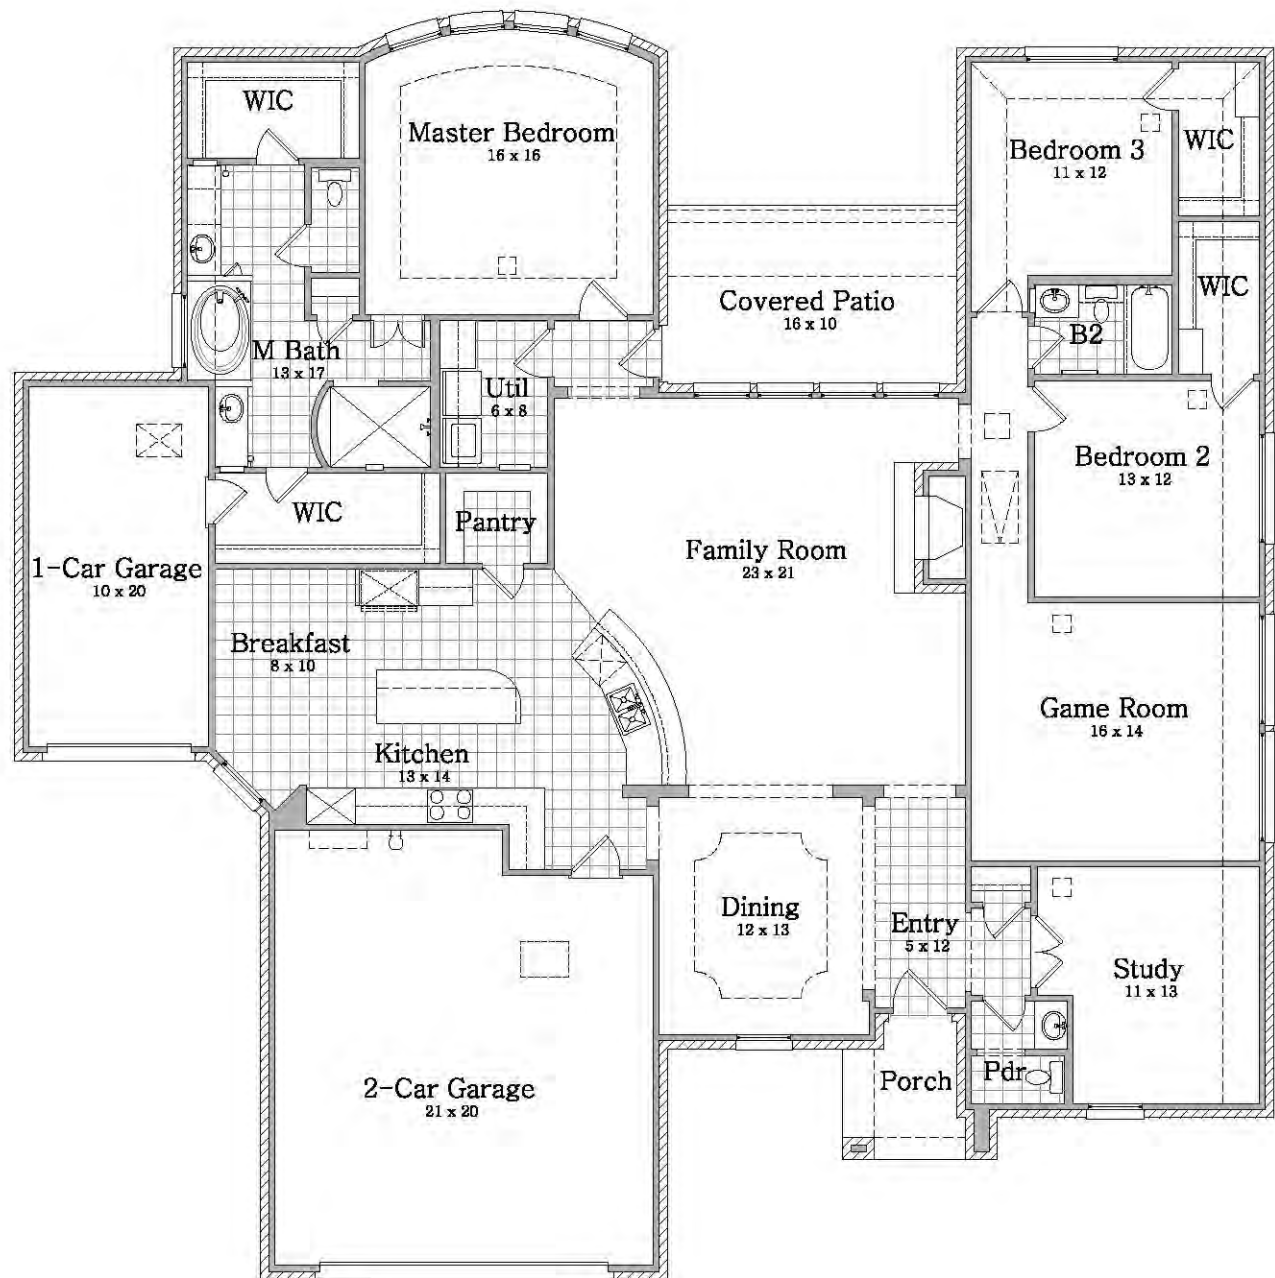 WIC
Master Bedroom
16 x 16
Bedroom 3
11 x 12
WIC
Covered Patio
16 x 10
WIC
B2
M Bath
13 x 17
Util
6 x 8
Bedroom 2
13 x 12
WIC
Pantry
Family Room
23 x 21
1-Car Garage
10 x 20
Breakfast
8 x 10
Game Room
16 x 14
Kitchen
13 x 14
Dining
12 x 13
Entry
5 x 12
Study
11 x 13
2-Car Garage
21 x 20
Porch
Pdr